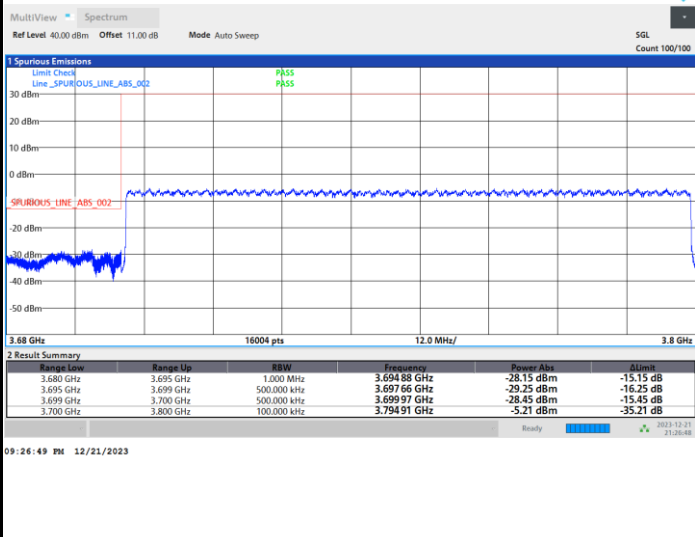 MultiView Spectrum
Ref Level 40.00 dBm Offset 11.00 dB Mode Auto Sweep SGL
Count 100/100
1 Spurious Emissions
Limit Check PASS
Line _SPURIOUS_LINE_ABS_002 PASS
30 dBm
20 dBm
10 dBm
0 dBm
_SPURIOUS_LINE_ABS_002
-20 dBm
-30 dBm
-40 dBm
-50 dBm
3.68 GHz 16004 pts 12.0 MHz/ 3.8 GHz
2 Result Summary
Range Low Range Up RBW Frequency Power Abs ΔLimit
3.680 GHz 3.695 GHz 1.000 MHz 3.694 88 GHz -28.15 dBm -15.15 dB
3.695 GHz 3.699 GHz 500.000 kHz 3.697 66 GHz -29.25 dBm -16.25 dB
3.699 GHz 3.700 GHz 500.000 kHz 3.699 97 GHz -28.45 dBm -15.45 dB
3.700 GHz 3.800 GHz 100.000 kHz 3.794 91 GHz -5.21 dBm -35.21 dB
Ready 2023-12-21
21:26:48
09:26:49 PM 12/21/2023